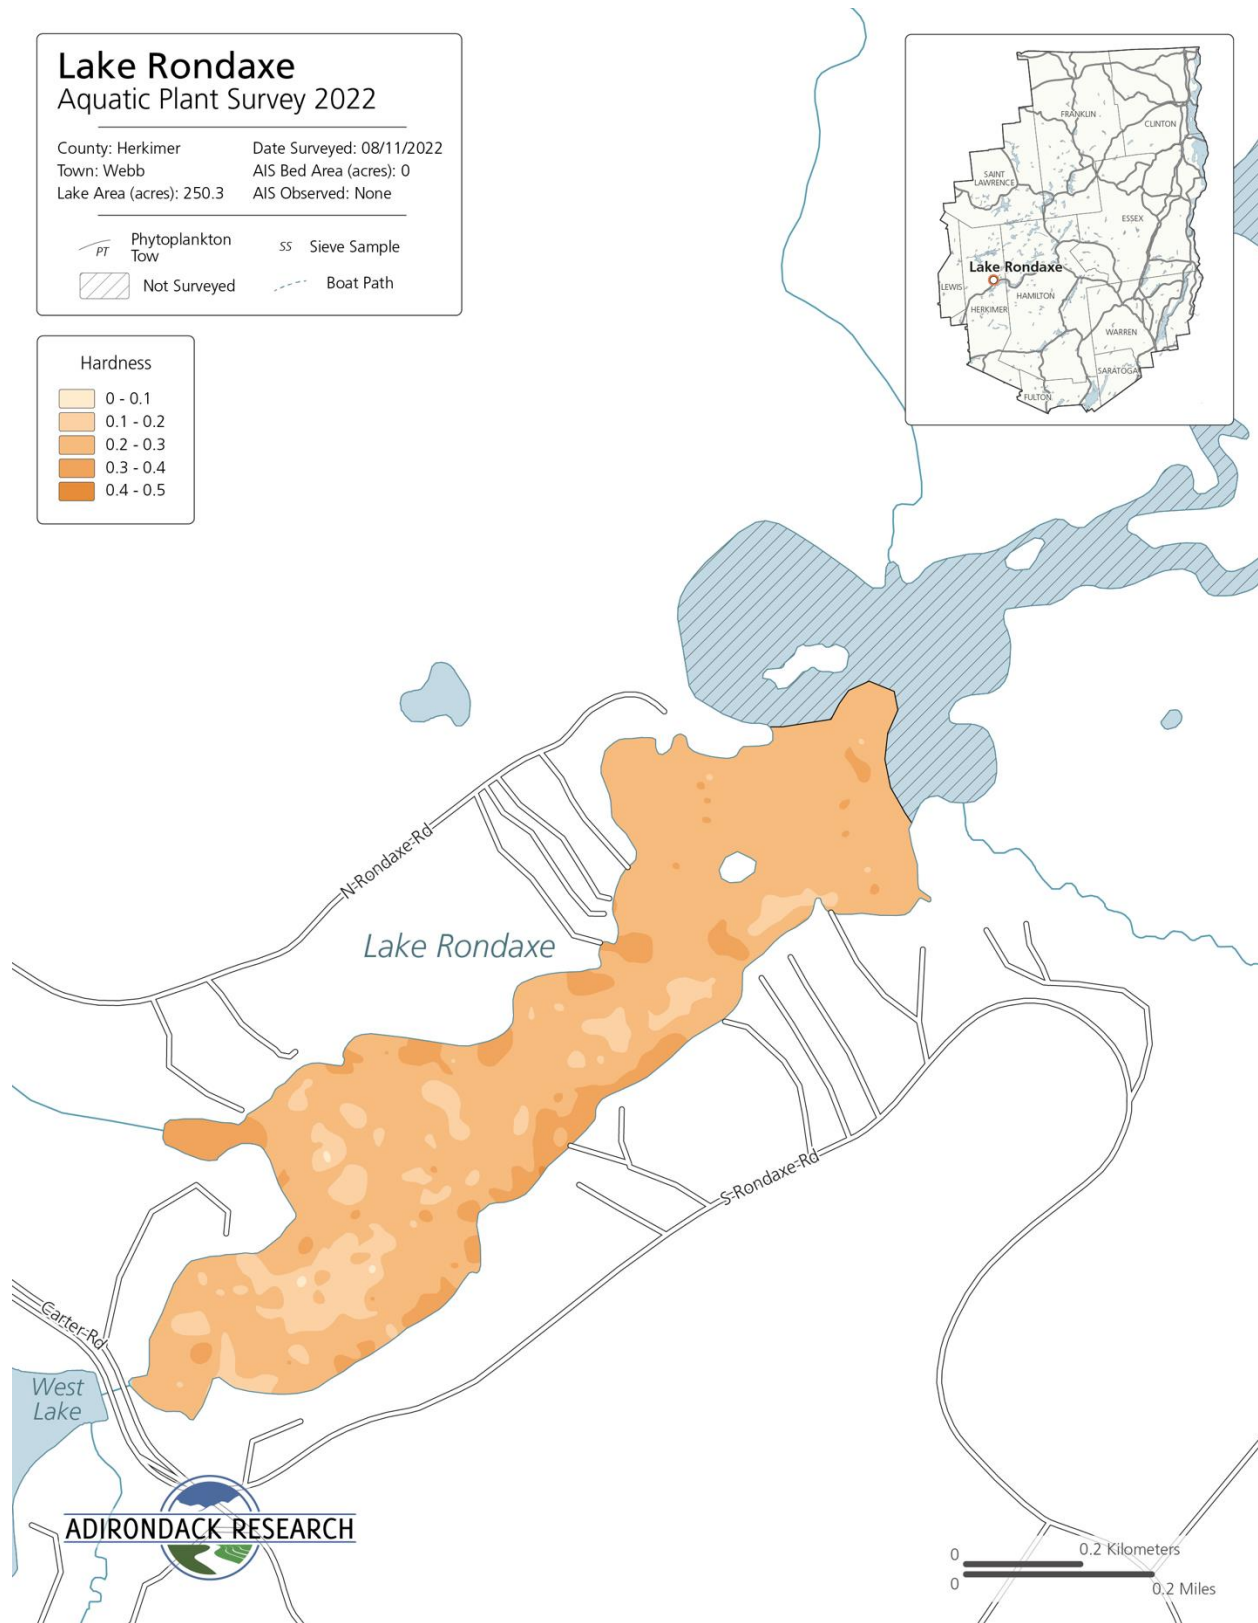 Lake Rondaxe
Aquatic Plant Survey 2022
County: Herkimer
Date Surveyed: 08/11/2022
Town: Webb
AIS Bed Area (acres): 0
Lake Area (acres): 250.3
AIS Observed: None
PT
Phytoplankton
Tow
SS
Sieve Sample
Not Surveyed
Boat Path
Hardness
0 - 0.1
0.1 - 0.2
0.2 - 0.3
0.3 - 0.4
0.4 - 0.5
FRANKLIN
CLINTON
SAINT
LAWRENCE
ESSEX
Lake Rondaxe
LEWIS
HAMILTON
HERKIMER
WARREN
SARATOGA
FULTON
N-Rondaxe-Rd
Lake Rondaxe
S-Rondaxe-Rd
Carter-Rd
West
Lake
ADIRONDACK RESEARCH
0
0.2 Kilometers
0
0.2 Miles